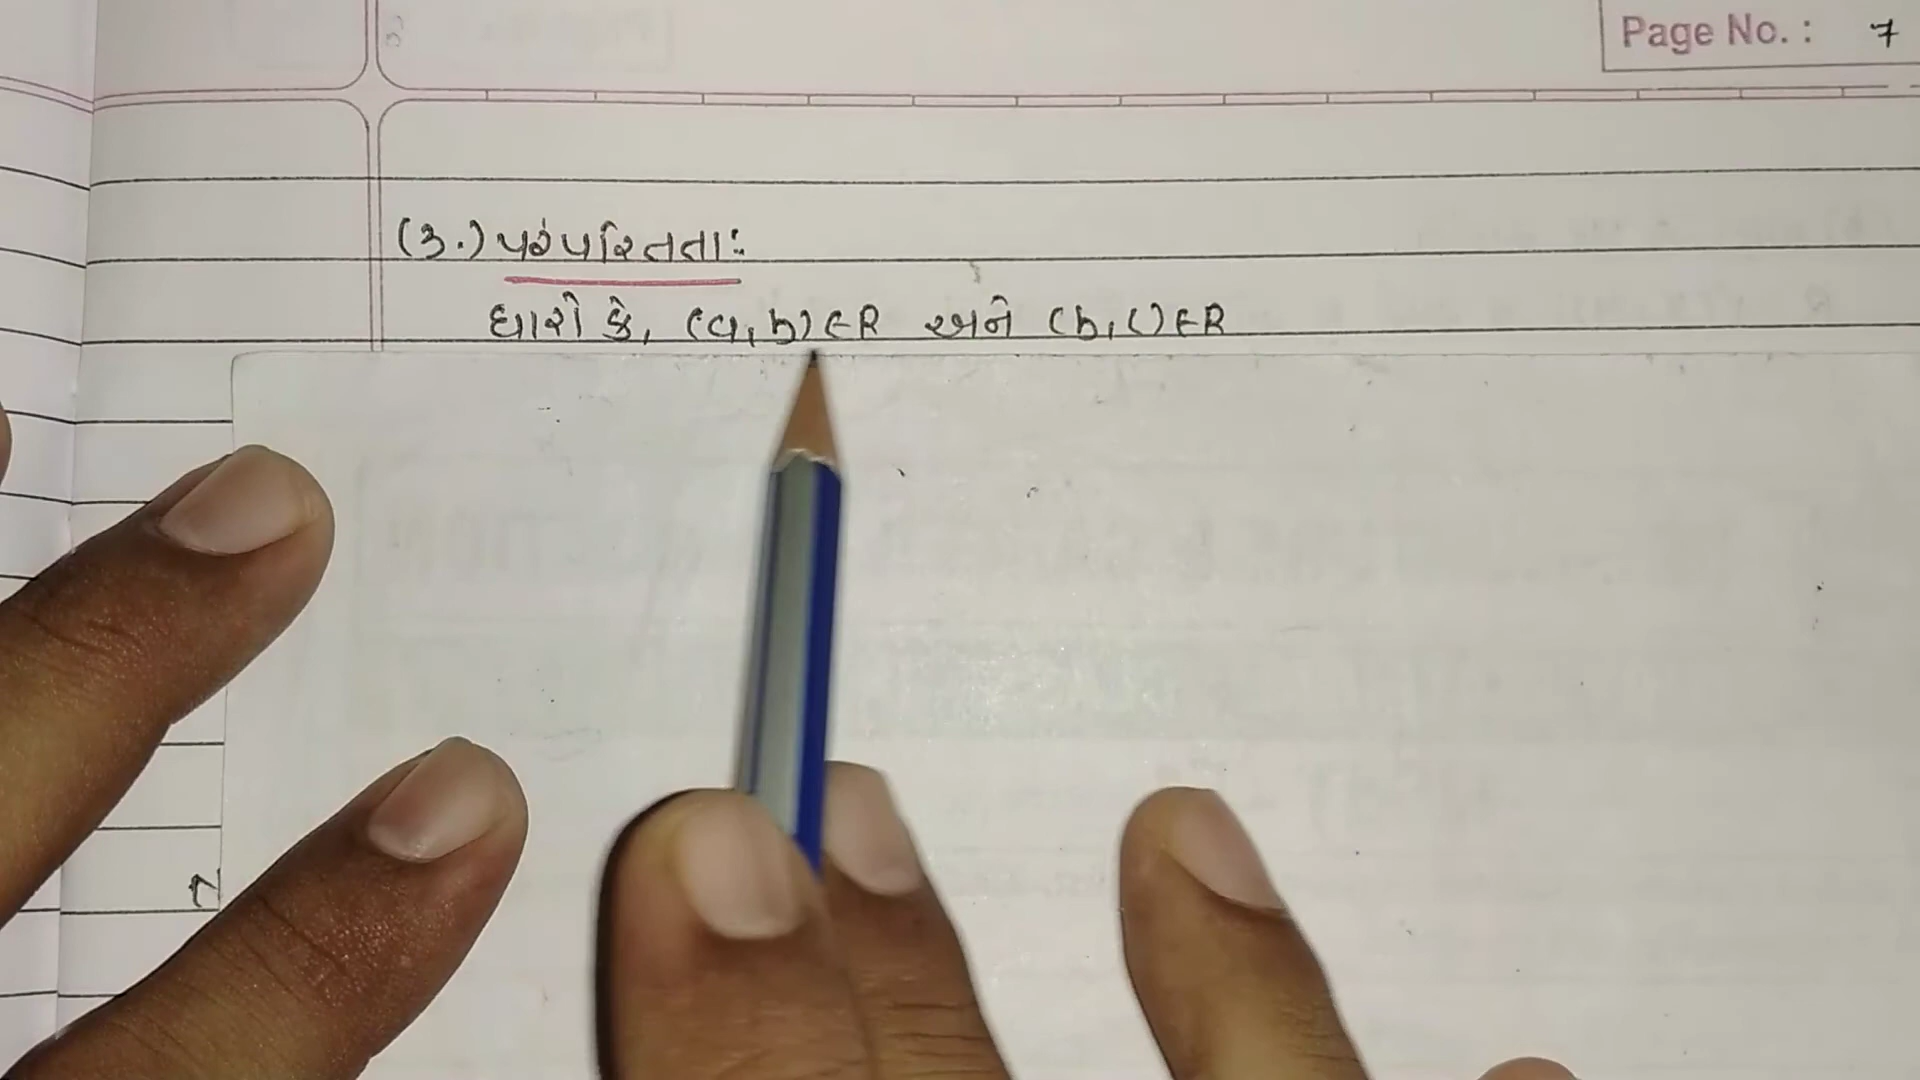 Page No. : 7
(3.) પરંપરિતતા:
ધારો કે, (a, b) ∈ R અને (b, c) ∈ R